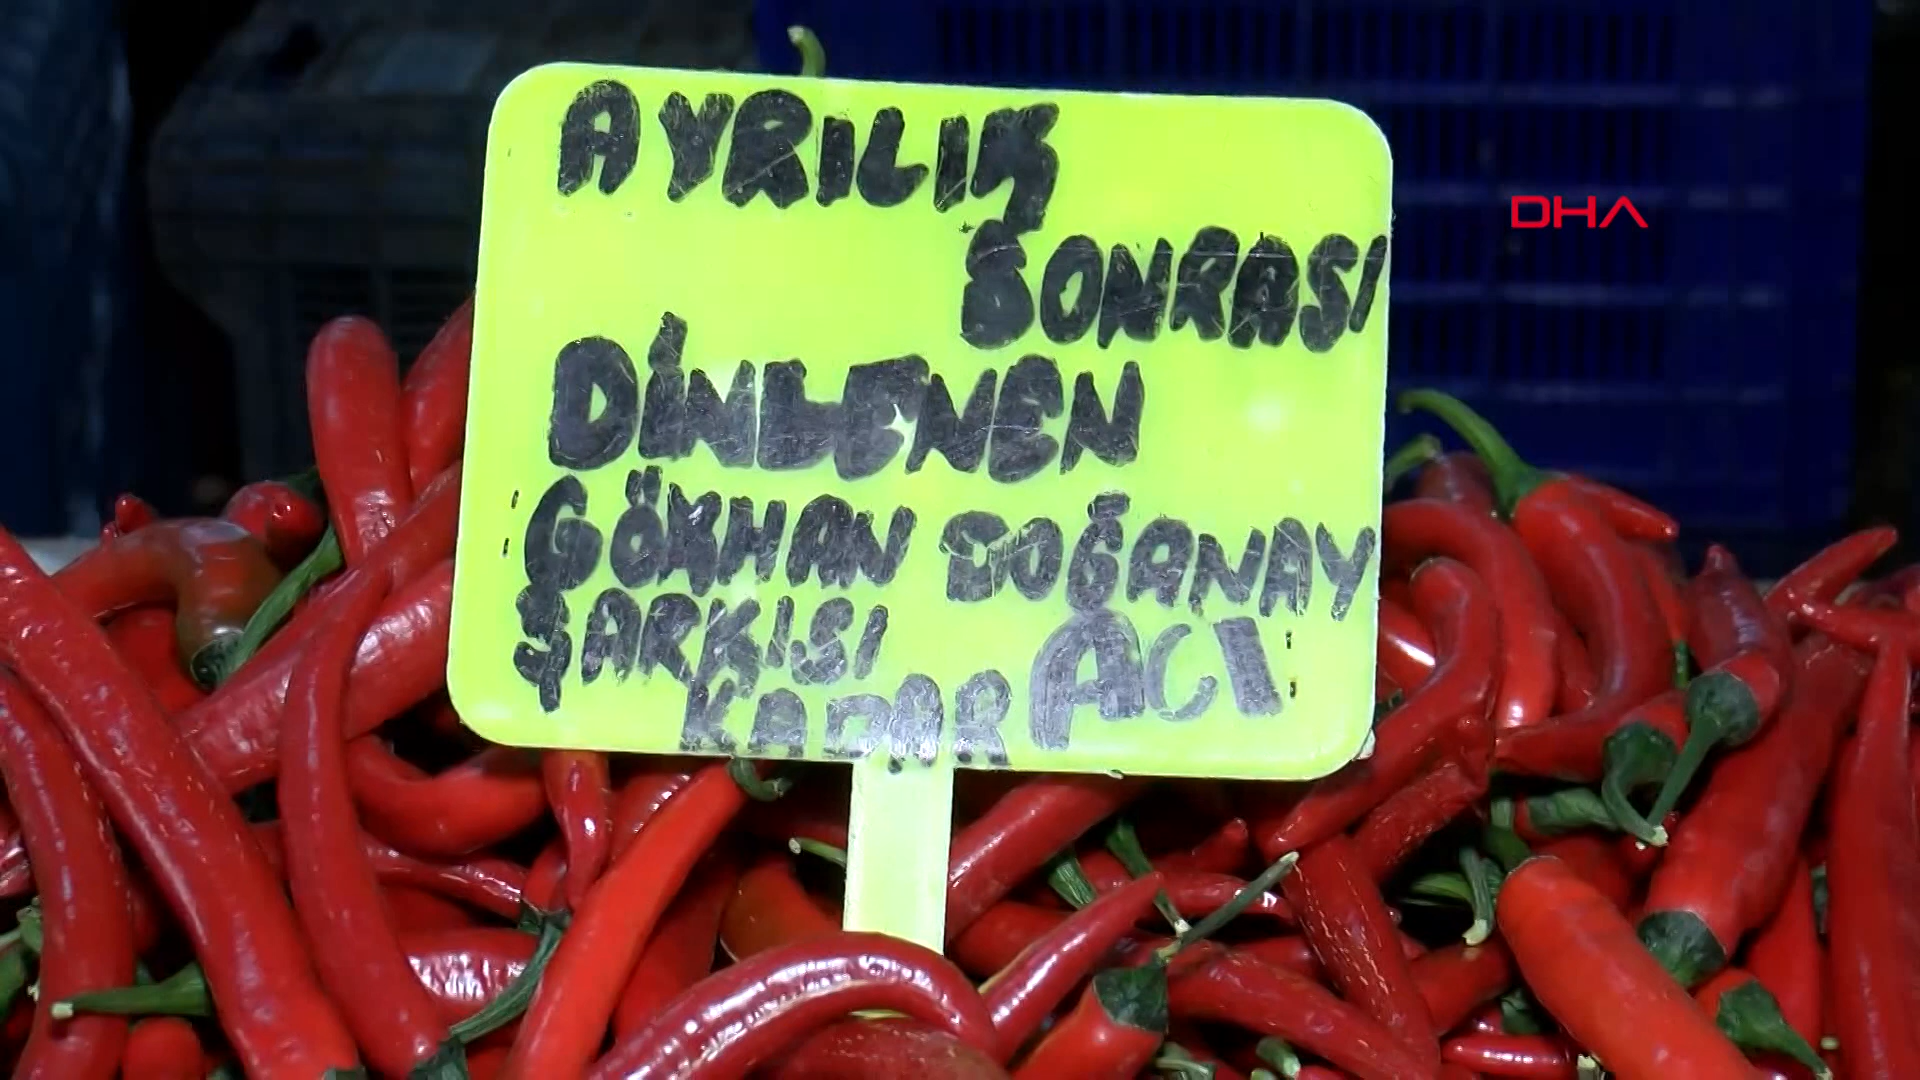 AYRILIK
SONRASI
DİNLENEN
GÖKHAN DOĞANAY
ŞARKISI
KADAR ACI
DHA